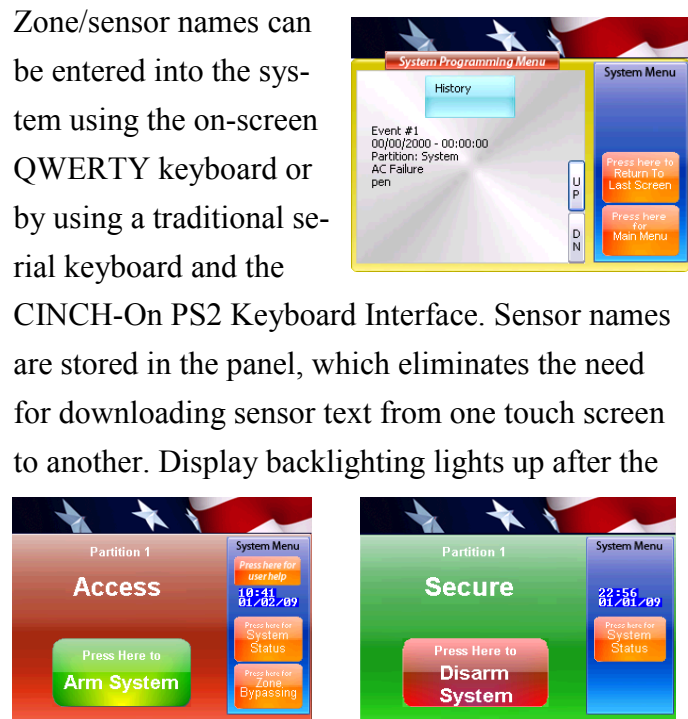 Zone/sensor names can
be entered into the sys-
tem using the on-screen
QWERTY keyboard or
by using a traditional se-
rial keyboard and the
System Programming Menu
History
Event #1
00/00/2000 - 00:00:00
Partition: System
AC Failure
pen
UP
DN
System Menu
Press here to
Return To
Last Screen
Press here
for
Main Menu
CINCH-On PS2 Keyboard Interface. Sensor names
are stored in the panel, which eliminates the need
for downloading sensor text from one touch screen
to another. Display backlighting lights up after the
Partition 1
Access
Press Here to
Arm System
System Menu
Press here for
user help
10:41
01/02/09
Press here for
System
Status
Press here for
Zone
Bypassing
Partition 1
Secure
Press Here to
Disarm
System
System Menu
22:56
01/01/09
Press here for
System
Status